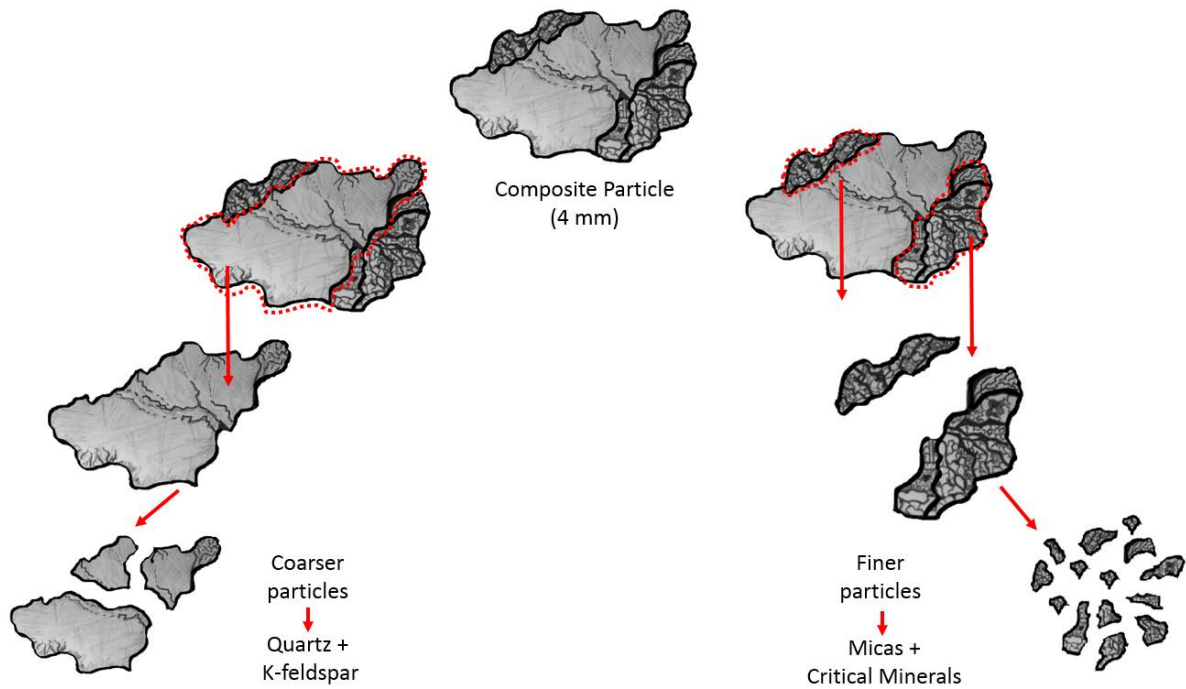 Composite Particle
(4 mm)
Coarser
particles
Quartz +
K-feldspar
Finer
particles
Micas +
Critical Minerals